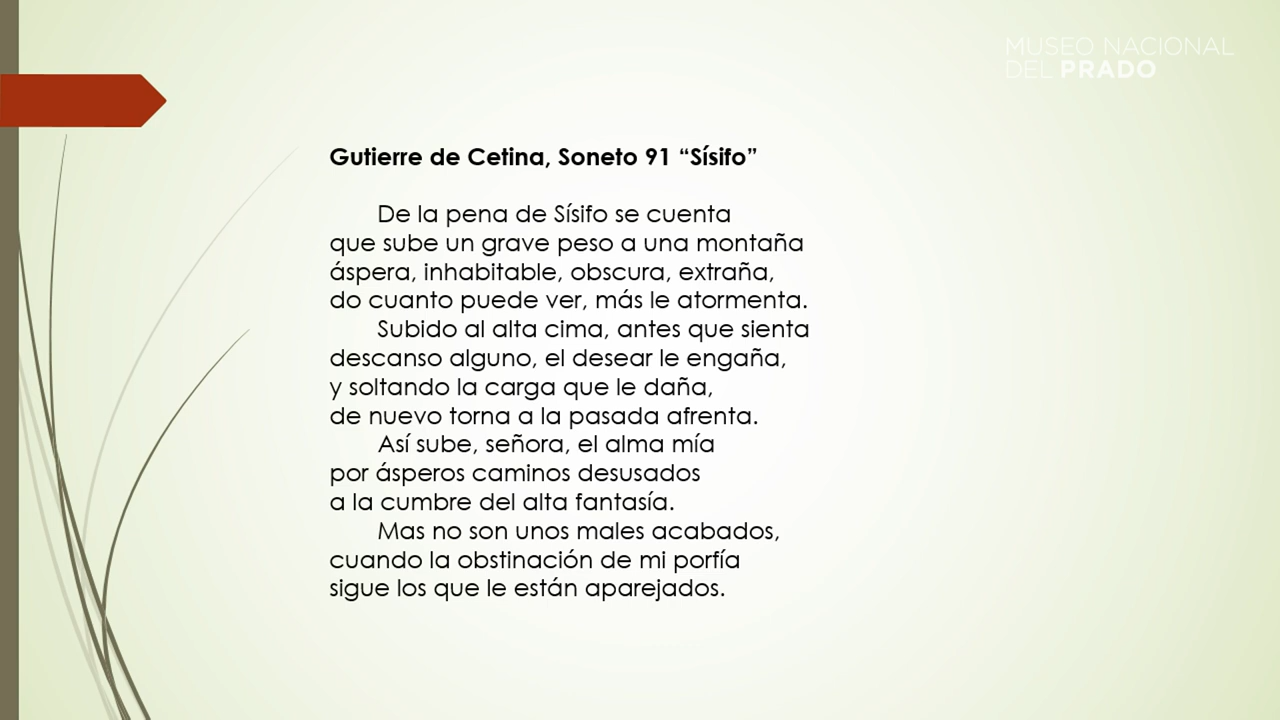 MUSEO NACIONAL
DEL PRADO
Gutierre de Cetina, Soneto 91 “Sísifo”
De la pena de Sísifo se cuenta
que sube un grave peso a una montaña
áspera, inhabitable, obscura, extraña,
do cuanto puede ver, más le atormenta.
Subido al alta cima, antes que sienta
descanso alguno, el desear le engaña,
y soltando la carga que le daña,
de nuevo torna a la pasada afrenta.
Así sube, señora, el alma mía
por ásperos caminos desusados
a la cumbre del alta fantasía.
Mas no son unos males acabados,
cuando la obstinación de mi porfía
sigue los que le están aparejados.